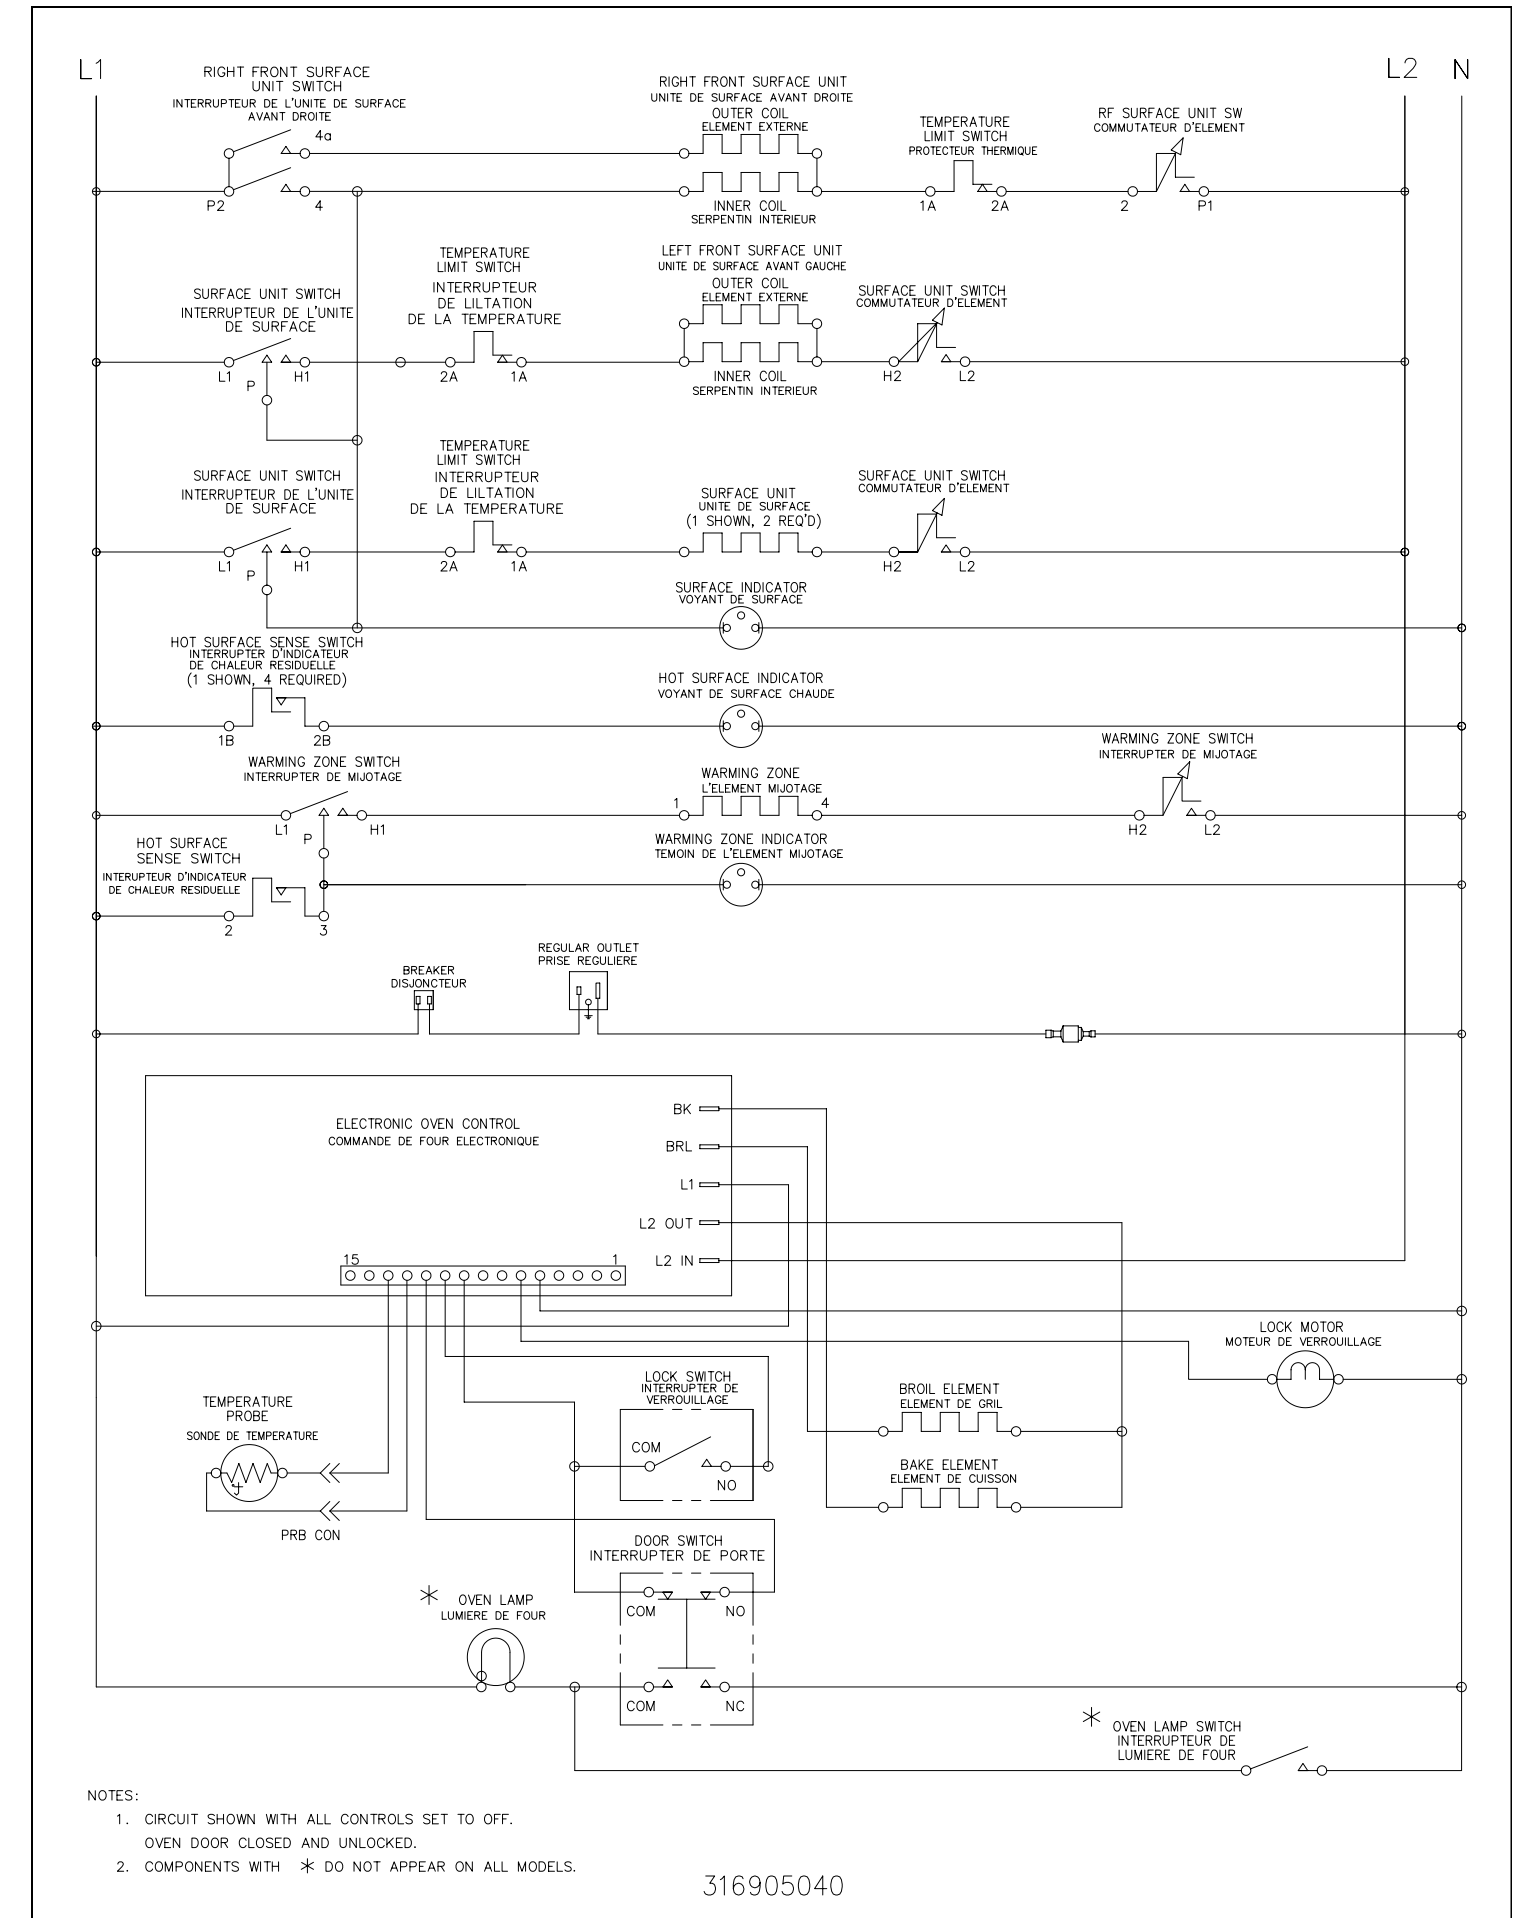 L1
L2 N
RIGHT FRONT SURFACE
UNIT SWITCH
INTERRUPTEUR DE L'UNITE DE SURFACE
AVANT DROITE
4a
P2
4
RIGHT FRONT SURFACE UNIT
UNITE DE SURFACE AVANT DROITE
OUTER COIL
ELEMENT EXTERNE
INNER COIL
SERPENTIN INTERIEUR
TEMPERATURE
LIMIT SWITCH
PROTECTEUR THERMIQUE
1A
2A
RF SURFACE UNIT SW
COMMUTATEUR D'ELEMENT
2
P1
SURFACE UNIT SWITCH
INTERRUPTEUR DE L'UNITE
DE SURFACE
L1
P
H1
TEMPERATURE
LIMIT SWITCH
INTERRUPTEUR
DE LILTATION
DE LA TEMPERATURE
2A
1A
LEFT FRONT SURFACE UNIT
UNITE DE SURFACE AVANT GAUCHE
OUTER COIL
ELEMENT EXTERNE
INNER COIL
SERPENTIN INTERIEUR
SURFACE UNIT SWITCH
COMMUTATEUR D'ELEMENT
H2
L2
SURFACE UNIT SWITCH
INTERRUPTEUR DE L'UNITE
DE SURFACE
L1
P
H1
TEMPERATURE
LIMIT SWITCH
INTERRUPTEUR
DE LILTATION
DE LA TEMPERATURE
2A
1A
SURFACE UNIT
UNITE DE SURFACE
(1 SHOWN, 2 REQ'D)
SURFACE UNIT SWITCH
COMMUTATEUR D'ELEMENT
H2
L2
SURFACE INDICATOR
VOYANT DE SURFACE
HOT SURFACE SENSE SWITCH
INTERRUPTER D'INDICATEUR
DE CHALEUR RESIDUELLE
(1 SHOWN, 4 REQUIRED)
1B
2B
HOT SURFACE INDICATOR
VOYANT DE SURFACE CHAUDE
WARMING ZONE SWITCH
INTERRUPTER DE MIJOTAGE
L1
P
H1
WARMING ZONE
L'ELEMENT MIJOTAGE
1
4
WARMING ZONE SWITCH
INTERRUPTER DE MIJOTAGE
H2
L2
HOT SURFACE
SENSE SWITCH
INTERUPTEUR D'INDICATEUR
DE CHALEUR RESIDUELLE
2
3
WARMING ZONE INDICATOR
TEMOIN DE L'ELEMENT MIJOTAGE
BREAKER
DISJONCTEUR
REGULAR OUTLET
PRISE REGULIERE
ELECTRONIC OVEN CONTROL
COMMANDE DE FOUR ELECTRONIQUE
BK
BRL
L1
L2 OUT
L2 IN
15
1
LOCK MOTOR
MOTEUR DE VERROUILLAGE
LOCK SWITCH
INTERRUPTER DE
VERROUILLAGE
COM
NO
BROIL ELEMENT
ELEMENT DE GRIL
BAKE ELEMENT
ELEMENT DE CUISSON
TEMPERATURE
PROBE
SONDE DE TEMPERATURE
PRB CON
DOOR SWITCH
INTERRUPTER DE PORTE
COM
NO
COM
NC
* OVEN LAMP
LUMIERE DE FOUR
* OVEN LAMP SWITCH
INTERRUPTEUR DE
LUMIERE DE FOUR
NOTES:
1. CIRCUIT SHOWN WITH ALL CONTROLS SET TO OFF.
OVEN DOOR CLOSED AND UNLOCKED.
2. COMPONENTS WITH * DO NOT APPEAR ON ALL MODELS.
316905040